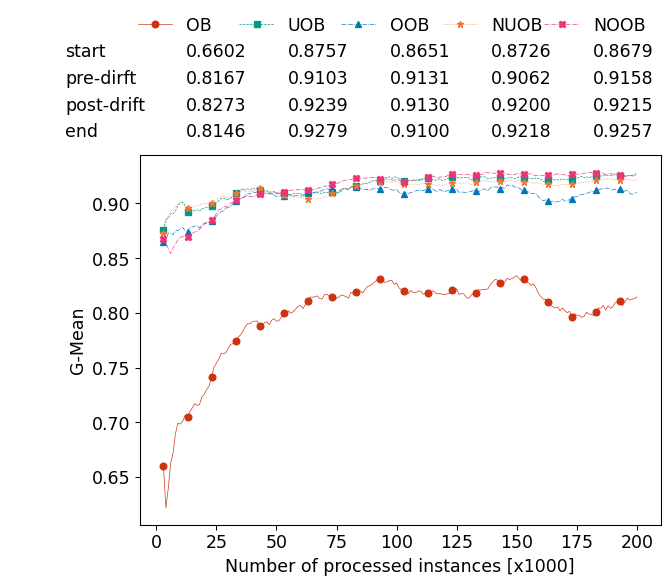 OB UOB OOB NUOB NOOB
start 0.6602 0.8757 0.8651 0.8726 0.8679
pre-dirft 0.8167 0.9103 0.9131 0.9062 0.9158
post-drift 0.8273 0.9239 0.9130 0.9200 0.9215
end 0.8146 0.9279 0.9100 0.9218 0.9257
G-Mean
0.90
0.85
0.80
0.75
0.70
0.65
0 25 50 75 100 125 150 175 200
Number of processed instances [x1000]